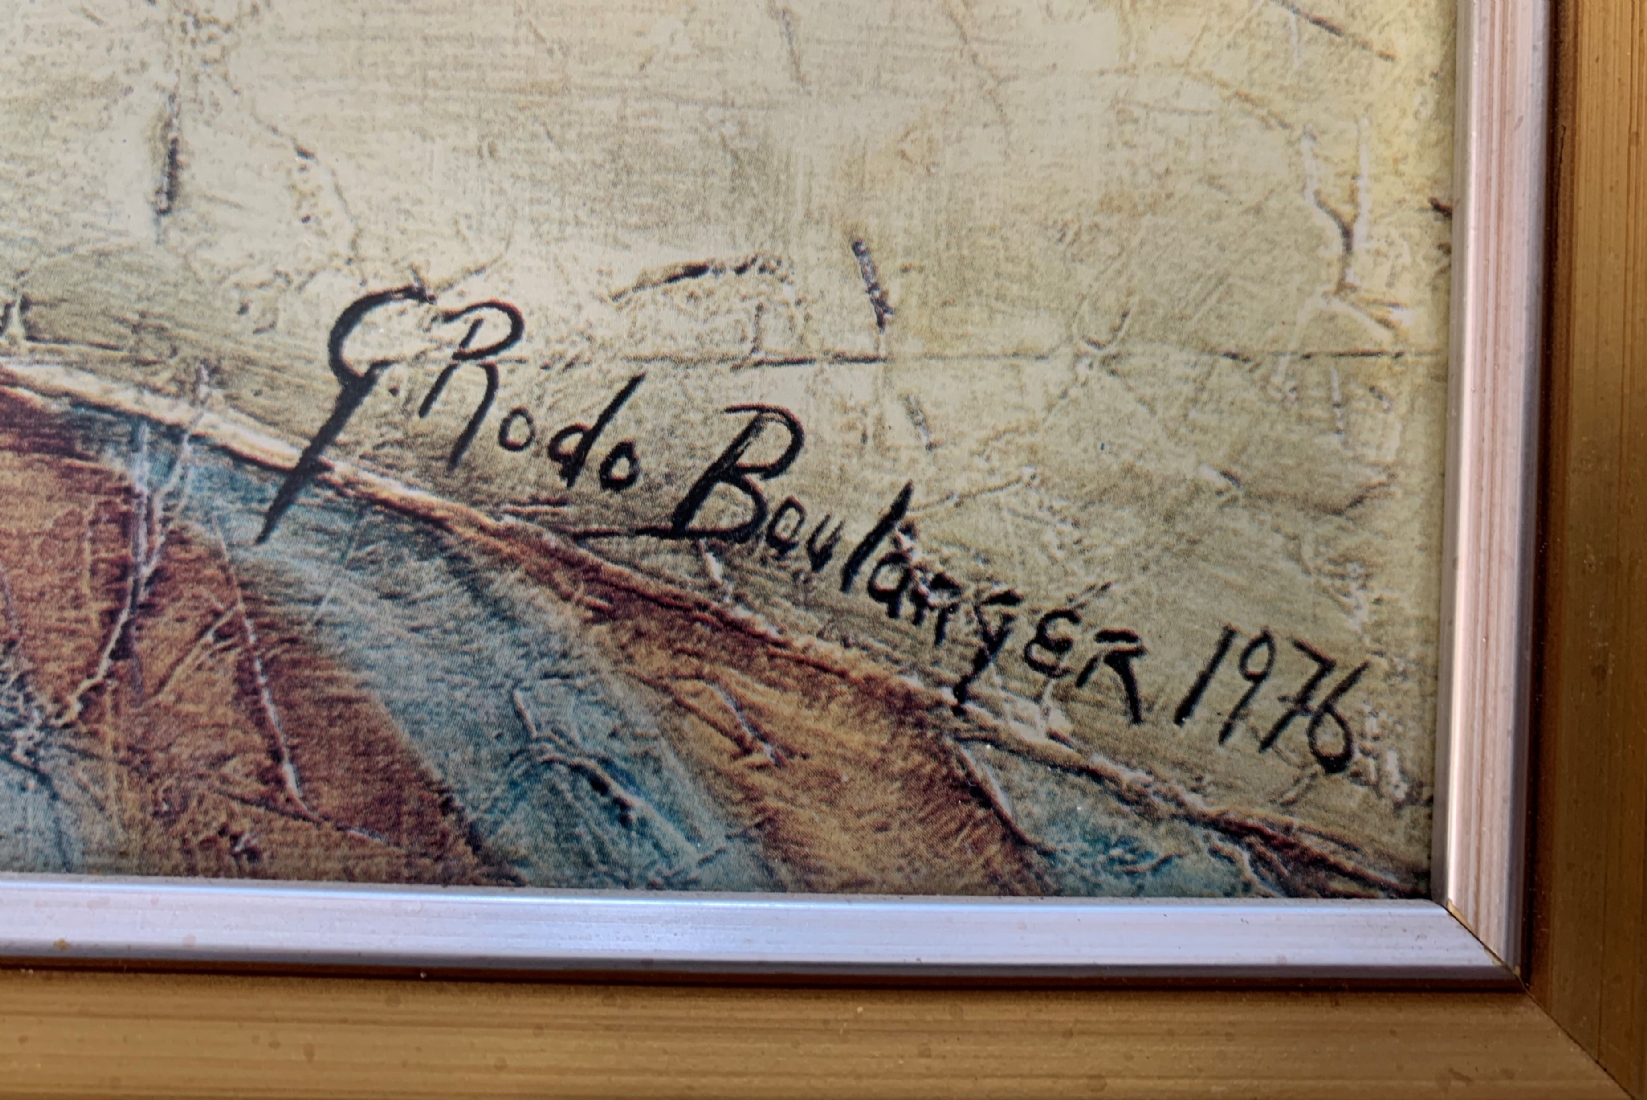 G. Rodo Boulanger 1976